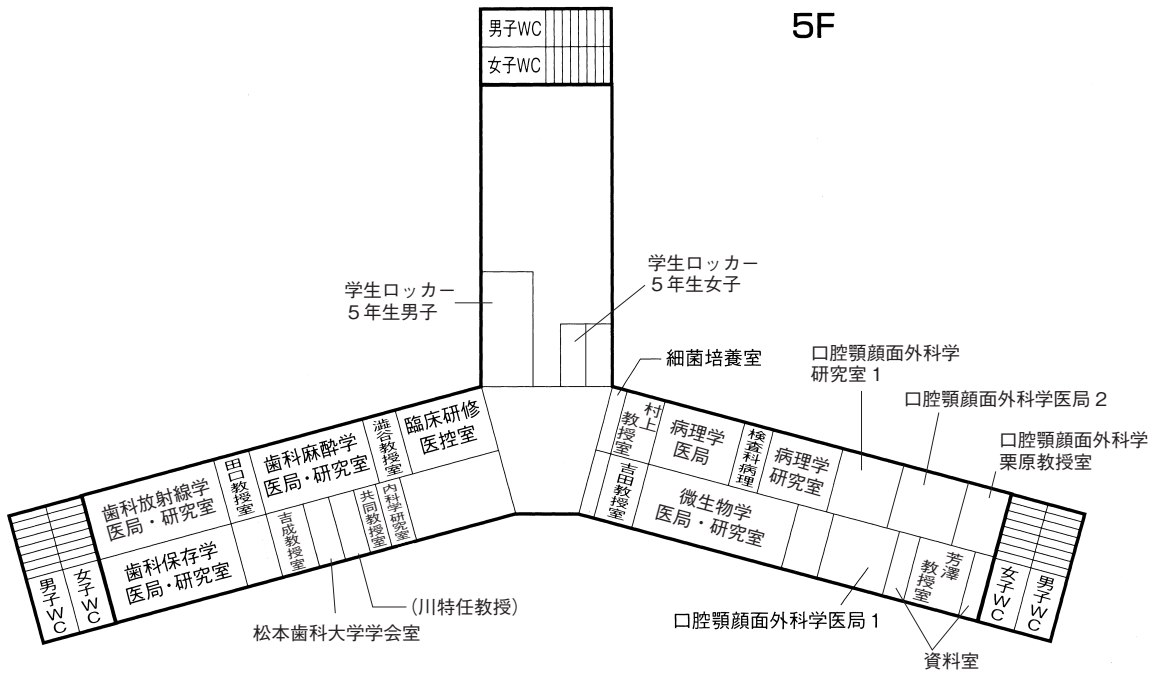 5F
男子WC
女子WC
学生ロッカー
5年生男子
学生ロッカー
5年生女子
細菌培養室
口腔顎顔面外科学
研究室1
口腔顎顔面外科学医局2
口腔顎顔面外科学
栗原教授室
臨床研修
医控室
澁谷教授室
歯科麻酔学
医局・研究室
田口教授室
歯科放射線学
医局・研究室
歯科保存学
医局・研究室
吉成教授室
共同教授室
内科学研究室
男子WC
女子WC
(川特任教授)
松本歯科大学学会室
村上
教授室
病理学
医局
検査科病理
病理学
研究室
吉田教授室
微生物学
医局・研究室
芳澤
教授室
女子WC
男子WC
口腔顎顔面外科学医局1
資料室